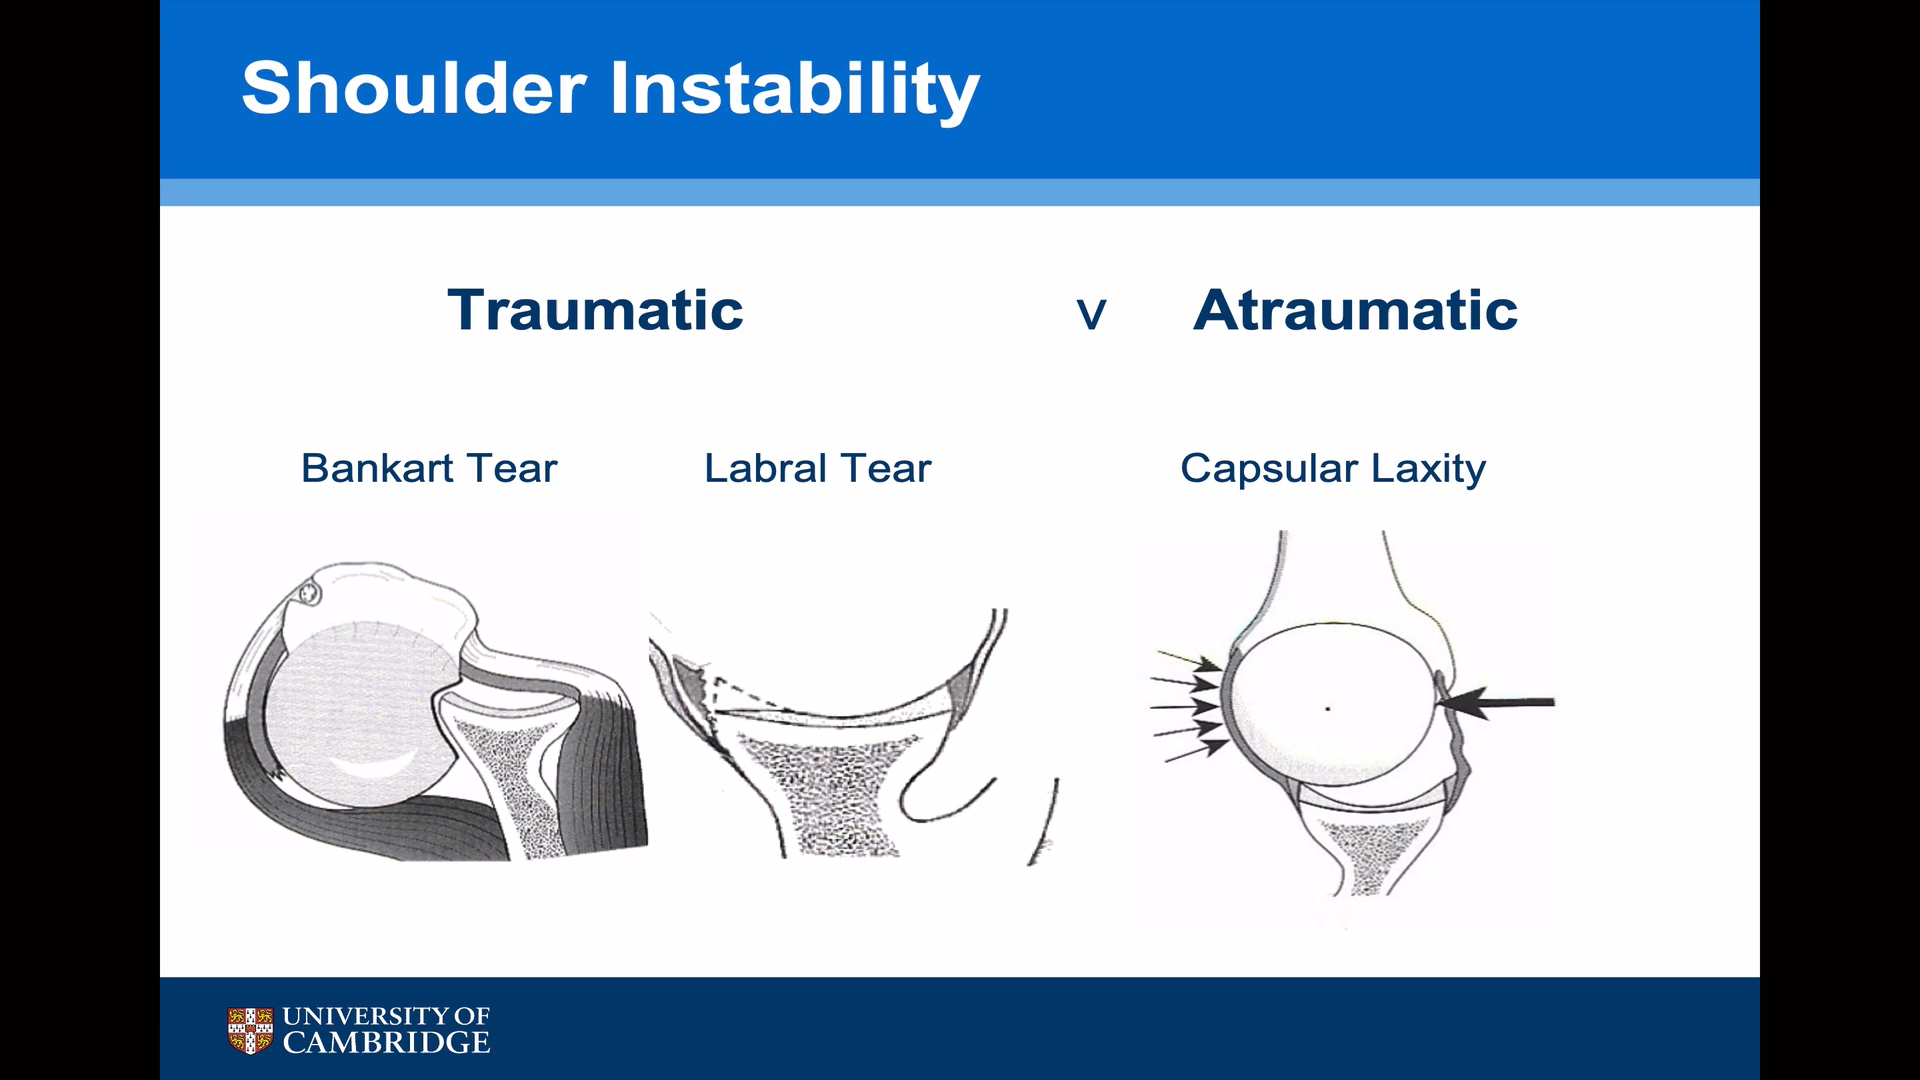 Shoulder Instability
Traumatic v Atraumatic
Bankart Tear Labral Tear Capsular Laxity
UNIVERSITY OF
CAMBRIDGE